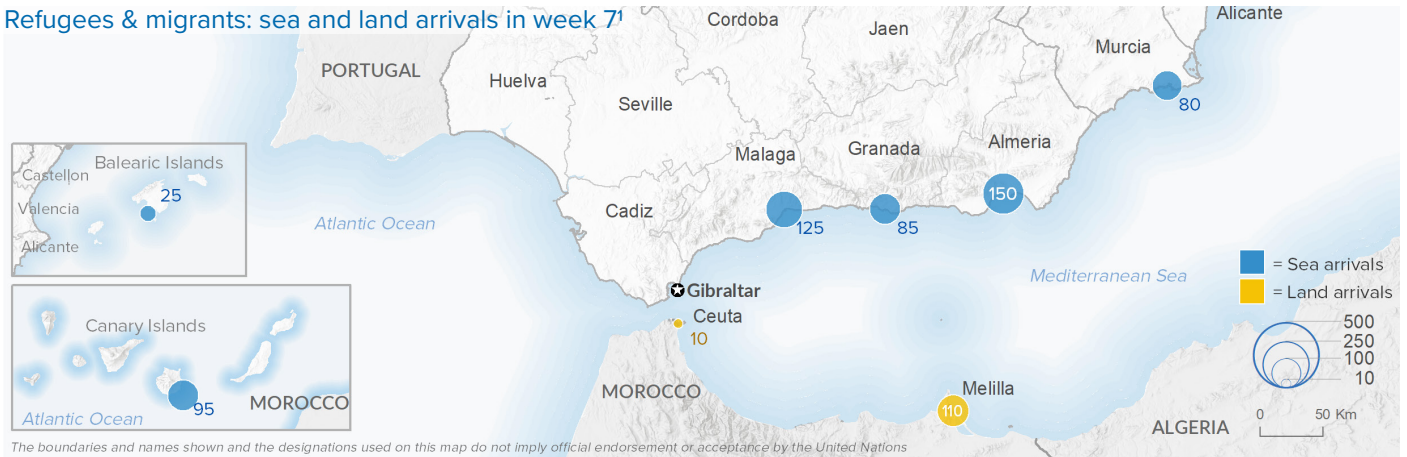 Refugees & migrants: sea and land arrivals in week 7¹
Cordoba
Jaen
Alicante
Murcia
PORTUGAL
Huelva
Seville
80
Almeria
Granada
Malaga
Balearic Islands
Castellon
25
Valencia
Alicante
150
Cadiz
125
85
Atlantic Ocean
Mediterranean Sea
= Sea arrivals
= Land arrivals
Gibraltar
Ceuta
10
Canary Islands
500
250
100
10
MOROCCO
Melilla
110
95
MOROCCO
Atlantic Ocean
0 50 Km
ALGERIA
The boundaries and names shown and the designations used on this map do not imply official endorsement or acceptance by the United Nations